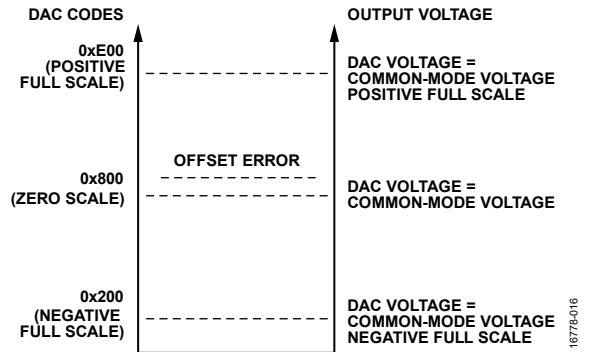 DAC CODES
OUTPUT VOLTAGE
0xE00
(POSITIVE
FULL SCALE)
DAC VOLTAGE =
COMMON-MODE VOLTAGE
POSITIVE FULL SCALE
OFFSET ERROR
0x800
(ZERO SCALE)
DAC VOLTAGE =
COMMON-MODE VOLTAGE
0x200
(NEGATIVE
FULL SCALE)
DAC VOLTAGE =
COMMON-MODE VOLTAGE
NEGATIVE FULL SCALE
16778-016